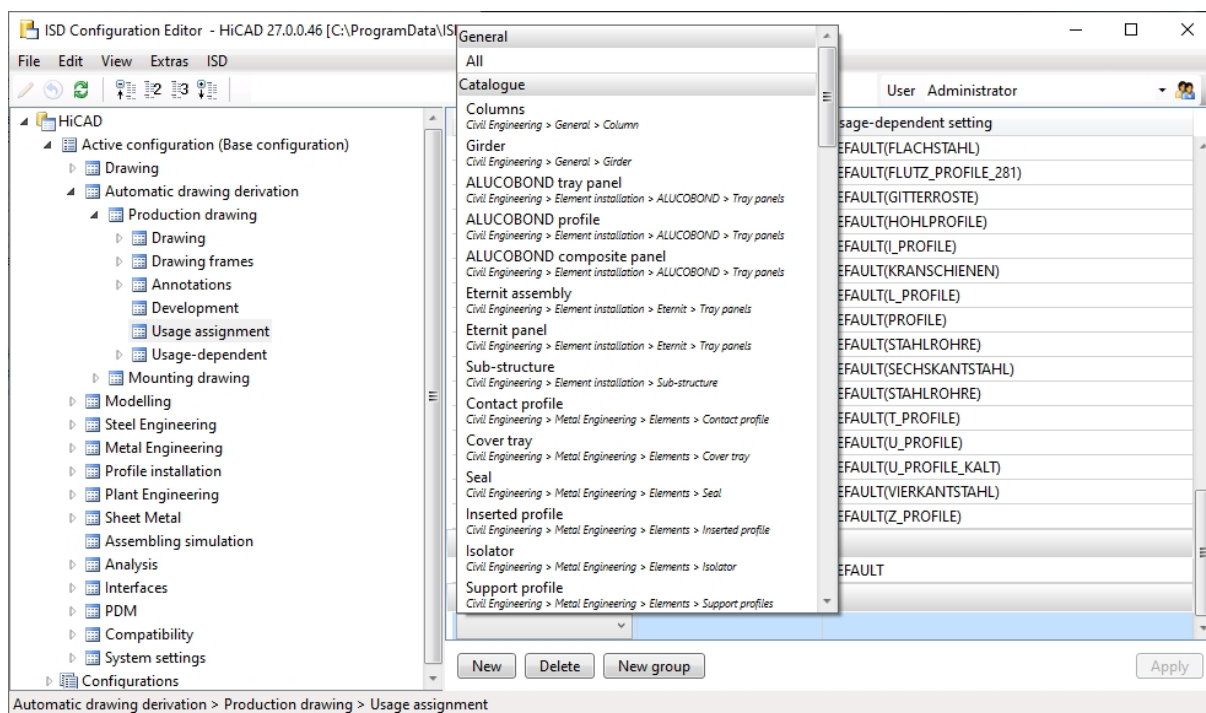 ISD Configuration Editor - HiCAD 27.0.0.46 [C:\ProgramData\IS
File Edit View Extras ISD
User Administrator
HiCAD
Active configuration (Base configuration)
Drawing
Automatic drawing derivation
Production drawing
Drawing
Drawing frames
Annotations
Development
Usage assignment
Usage-dependent
Mounting drawing
Modelling
Steel Engineering
Metal Engineering
Profile installation
Plant Engineering
Sheet Metal
Assembling simulation
Analysis
Interfaces
PDM
Compatibility
System settings
Configurations
General
All
Catalogue
Columns
Civil Engineering > General > Column
Girder
Civil Engineering > General > Girder
ALUCOBOND tray panel
Civil Engineering > Element installation > ALUCOBOND > Tray panels
ALUCOBOND profile
Civil Engineering > Element installation > ALUCOBOND > Tray panels
ALUCOBOND composite panel
Civil Engineering > Element installation > ALUCOBOND > Tray panels
Eternit assembly
Civil Engineering > Element installation > Eternit > Tray panels
Eternit panel
Civil Engineering > Element installation > Eternit > Tray panels
Sub-structure
Civil Engineering > Element installation > Sub-structure
Contact profile
Civil Engineering > Metal Engineering > Elements > Contact profile
Cover tray
Civil Engineering > Metal Engineering > Elements > Cover tray
Seal
Civil Engineering > Metal Engineering > Elements > Seal
Inserted profile
Civil Engineering > Metal Engineering > Elements > Inserted profile
Isolator
Civil Engineering > Metal Engineering > Elements > Isolator
Support profile
Civil Engineering > Metal Engineering > Elements > Support profiles
sage-dependent setting
EFAULT(FLACHSTAHL)
EFAULT(FLUTZ_PROFILE_281)
EFAULT(GITTERROSTE)
EFAULT(HOHLPROFILE)
EFAULT(I_PROFILE)
EFAULT(KRANSCHIENEN)
EFAULT(L_PROFILE)
EFAULT(PROFILE)
EFAULT(STAHLROHRE)
EFAULT(SECHSKANTSTAHL)
EFAULT(STAHLROHRE)
EFAULT(T_PROFILE)
EFAULT(U_PROFILE)
EFAULT(U_PROFILE_KALT)
EFAULT(VIERKANTSTAHL)
EFAULT(Z_PROFILE)
EFAULT
New Delete New group Apply
Automatic drawing derivation > Production drawing > Usage assignment